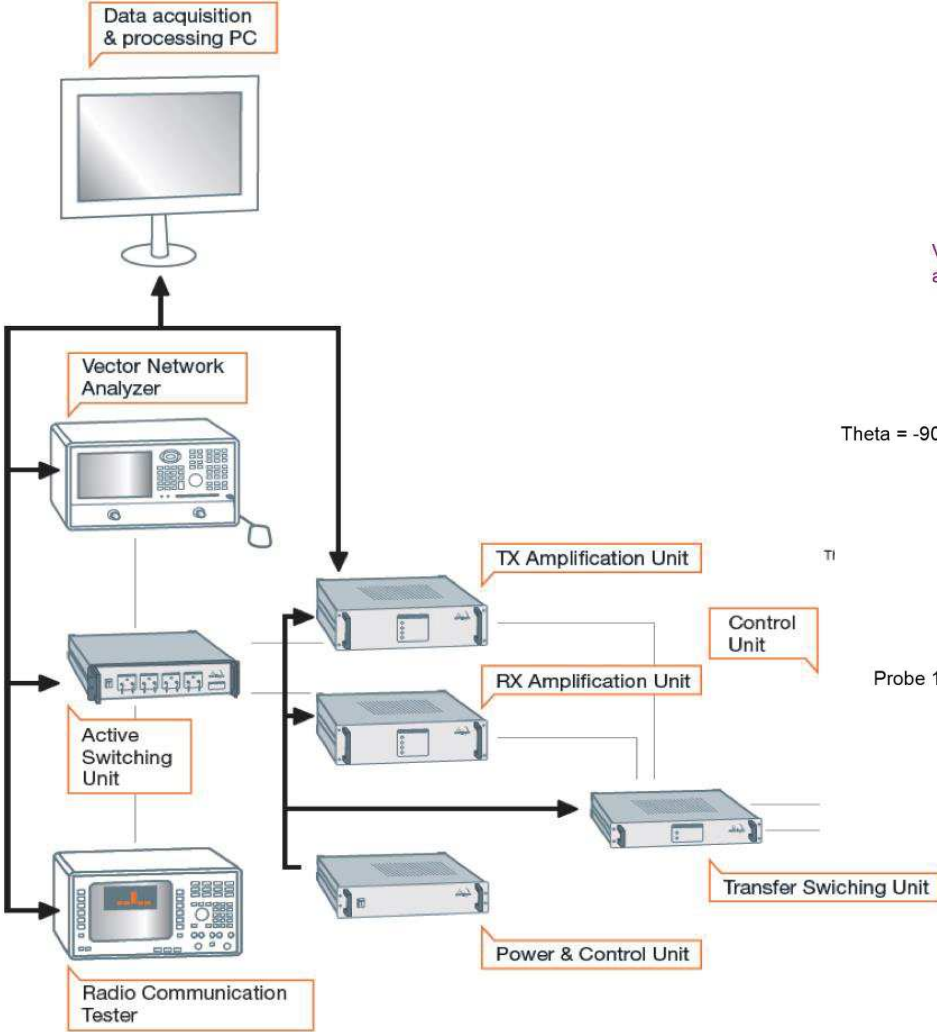 Data acquisition
& processing PC
Vector Network
Analyzer
Theta = -90
TX Amplification Unit
Control
Unit
RX Amplification Unit
Probe 1
Active
Switching
Unit
Transfer Swiching Unit
Power & Control Unit
Radio Communication
Tester